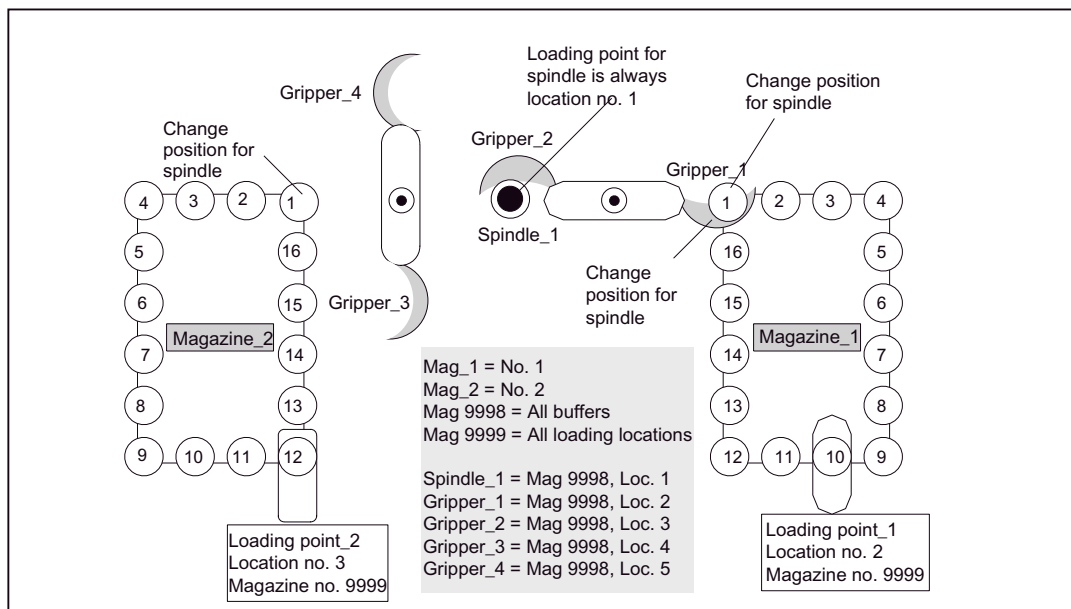 Loading point for
spindle is always
location no. 1
Change position
for spindle
Gripper_4
Gripper_2
Gripper_1
Change
position for
spindle
4
3
2
1
5
16
6
15
Magazine_2
7
14
8
13
9
10
11
12
Gripper_3
Spindle_1
Change
position for
spindle
1
2
3
4
16
5
15
6
Magazine_1
14
7
13
8
12
11
10
9
Mag_1 = No. 1
Mag_2 = No. 2
Mag 9998 = All buffers
Mag 9999 = All loading locations
Spindle_1 = Mag 9998, Loc. 1
Gripper_1 = Mag 9998, Loc. 2
Gripper_2 = Mag 9998, Loc. 3
Gripper_3 = Mag 9998, Loc. 4
Gripper_4 = Mag 9998, Loc. 5
Loading point_2
Location no. 3
Magazine no. 9999
Loading point_1
Location no. 2
Magazine no. 9999